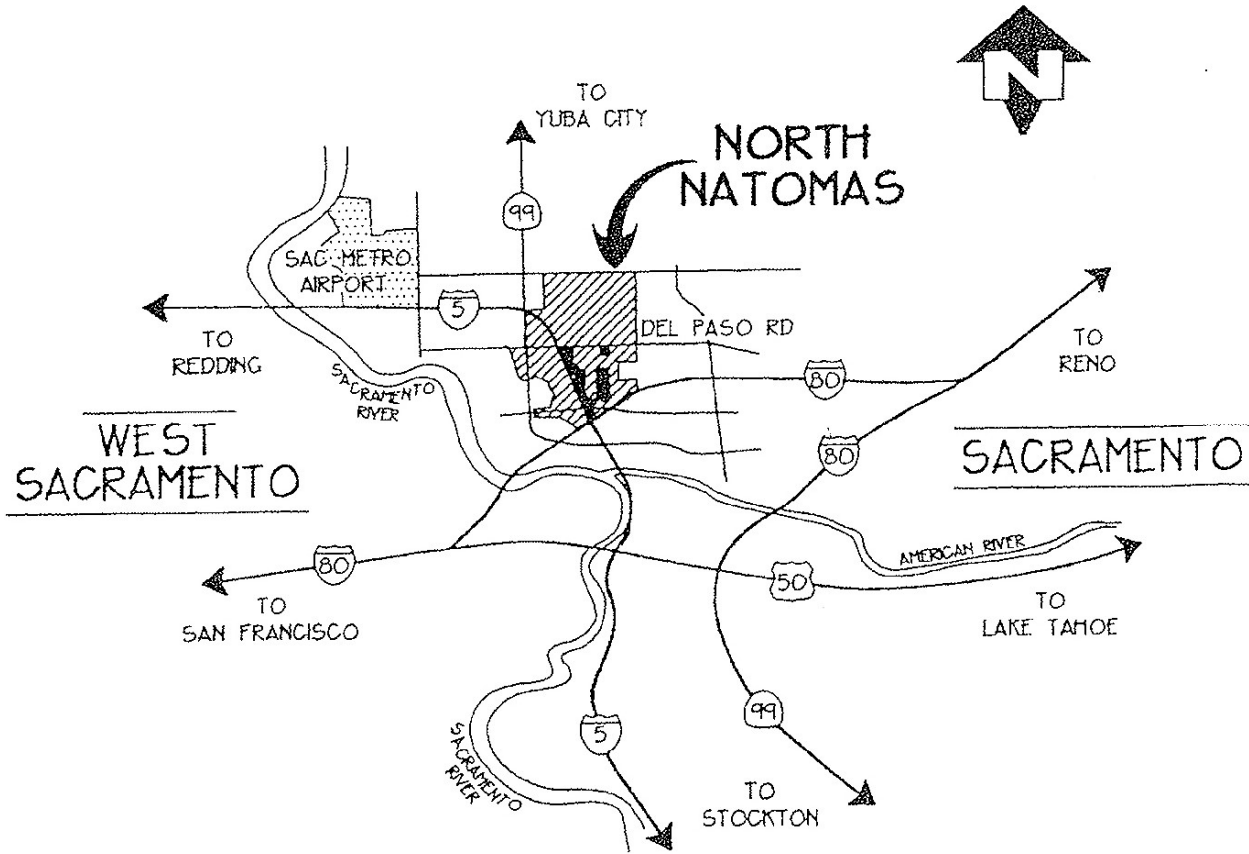 N
TO
YUBA CITY
NORTH
NATOMAS
99
SAC. METRO.
AIRPORT
5
TO
REDDING
DEL PASO RD
TO
RENO
80
SACRAMENTO
RIVER
WEST
SACRAMENTO
80
SACRAMENTO
AMERICAN RIVER
80
50
TO
SAN FRANCISCO
TO
LAKE TAHOE
99
5
SACRAMENTO
RIVER
TO
STOCKTON